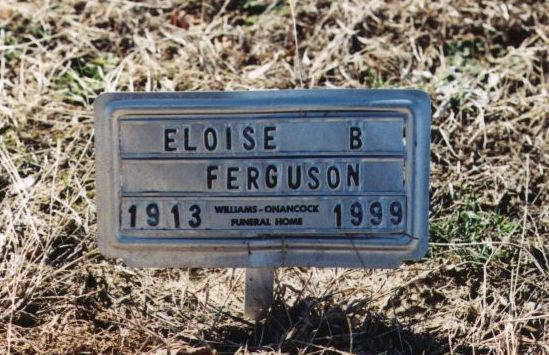 ELOISE B
FERGUSON
1913 WILLIAMS - ONANCOCK 1999
FUNERAL HOME